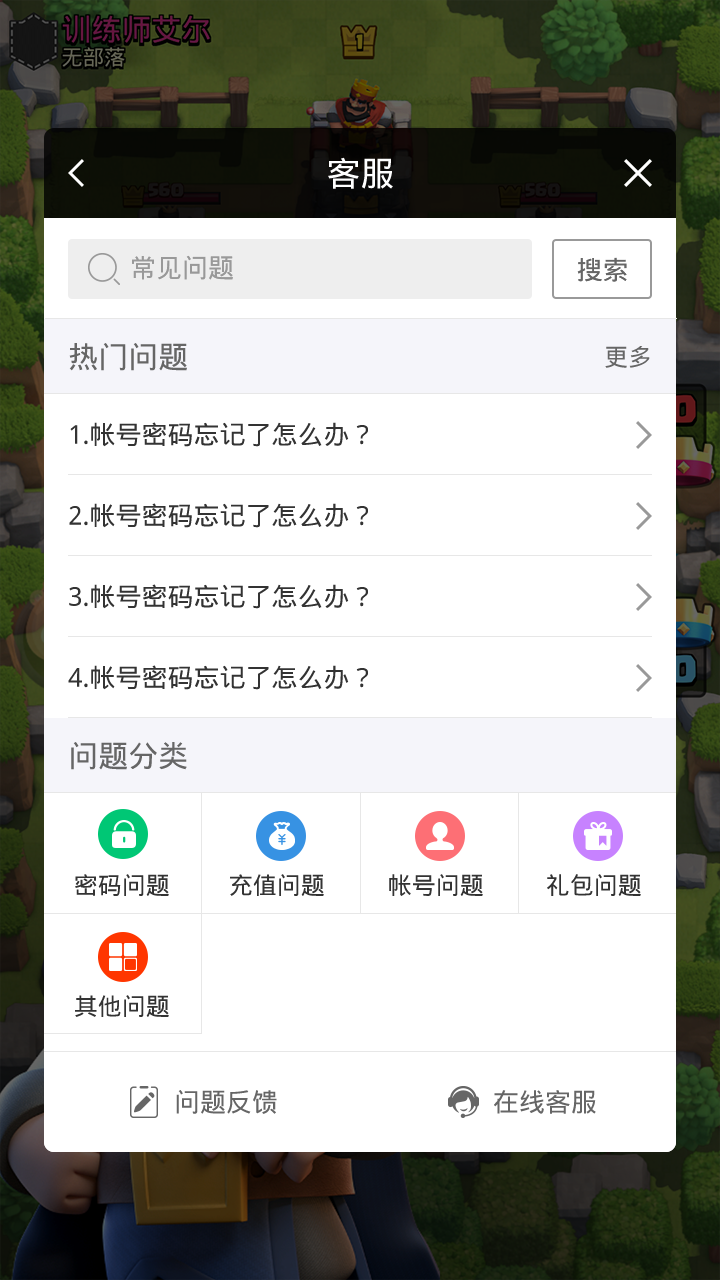 训练师艾尔
无部落
1
客服
560
560
常见问题
搜索
热门问题
更多
1.帐号密码忘记了怎么办？
2.帐号密码忘记了怎么办？
3.帐号密码忘记了怎么办？
4.帐号密码忘记了怎么办？
0
0
问题分类
密码问题
充值问题
帐号问题
礼包问题
其他问题
问题反馈
在线客服